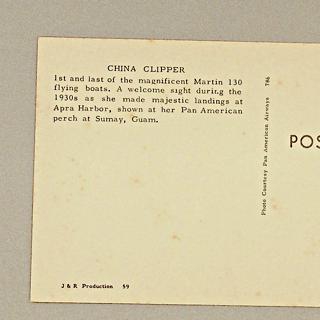 CHINA CLIPPER
1st and last of the magnificent Martin 130
flying boats. A welcome sight during the
1930s as she made majestic landings at
Apra Harbor, shown at her Pan American
perch at Sumay, Guam.
Photo Courtesy Pan American Airways 786
POS
J & R Production 59